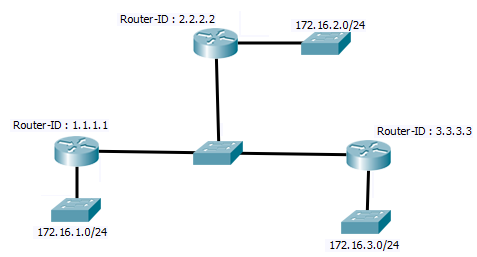 Router-ID : 2.2.2.2
172.16.2.0/24
Router-ID : 1.1.1.1
Router-ID : 3.3.3.3
172.16.1.0/24
172.16.3.0/24